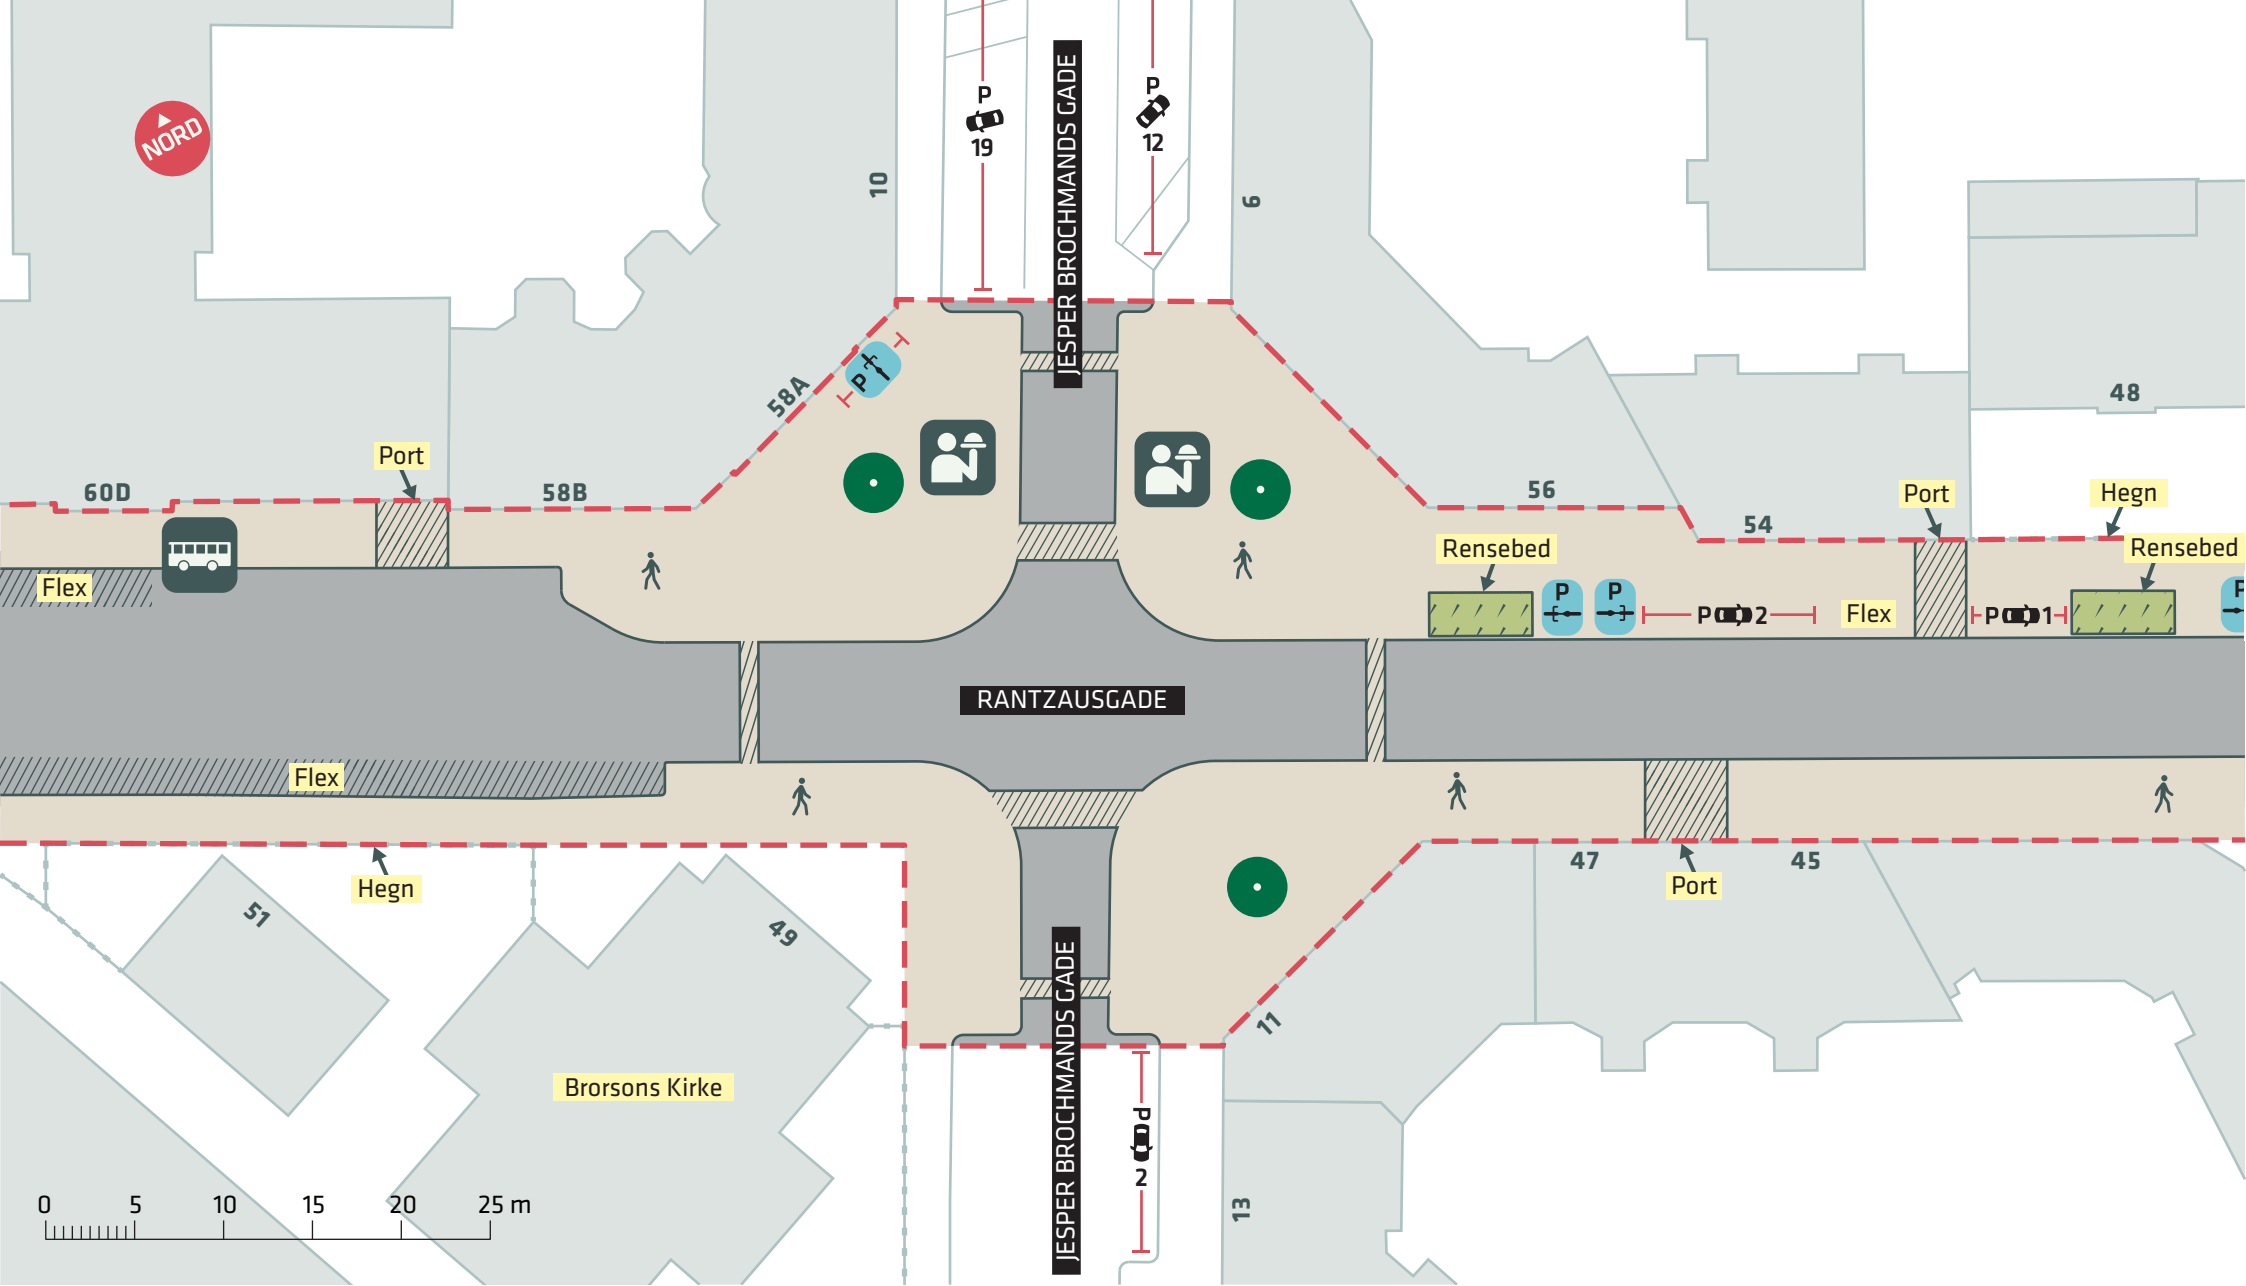 NORD
10
P
19
JESPER BROCHMANDS GADE
P
12
6
48
58A
P
Port
60D
58B
56
54
Port
Hegn
Rensebed
Rensebed
Flex
P
P
P 2
Flex
P 1
P
RANTZAUSGADE
Flex
Hegn
51
49
47
45
Port
11
JESPER BROCHMANDS GADE
Brorsons Kirke
P
2
13
0 5 10 15 20 25 m